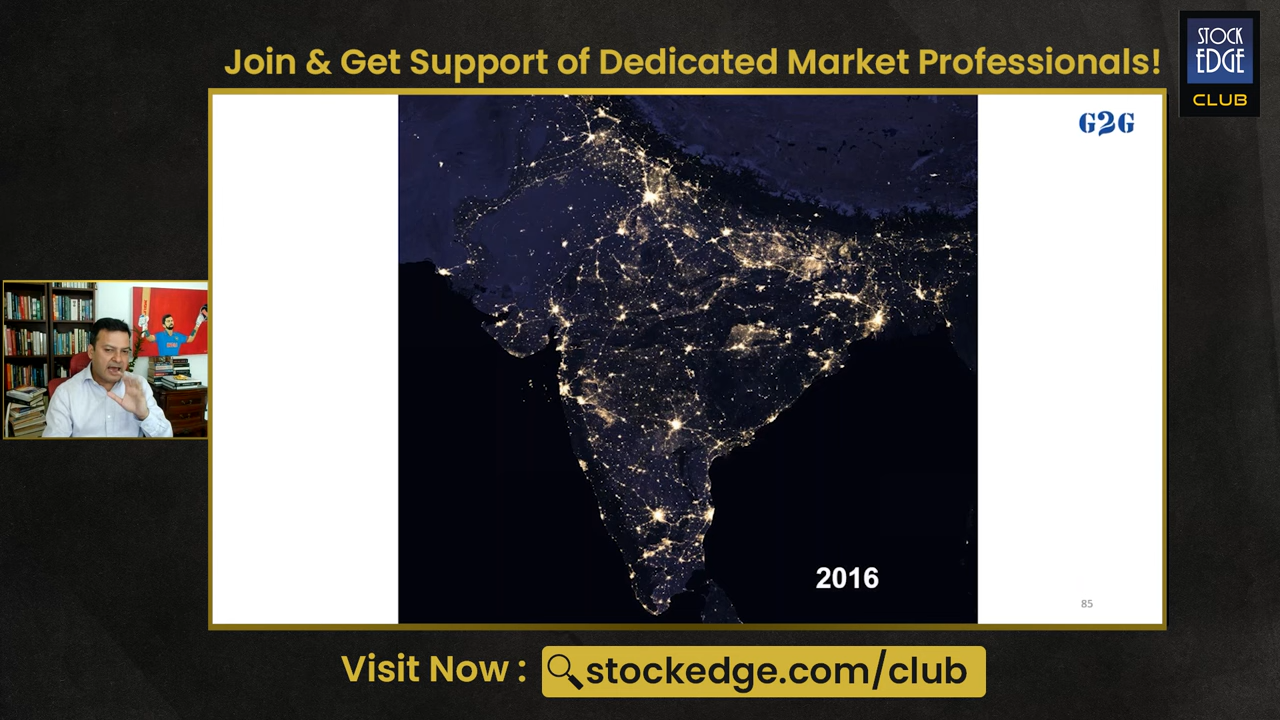 Join & Get Support of Dedicated Market Professionals!
STOCK
EDGE
CLUB
G2G
2016
85
Visit Now :
stockedge.com/club